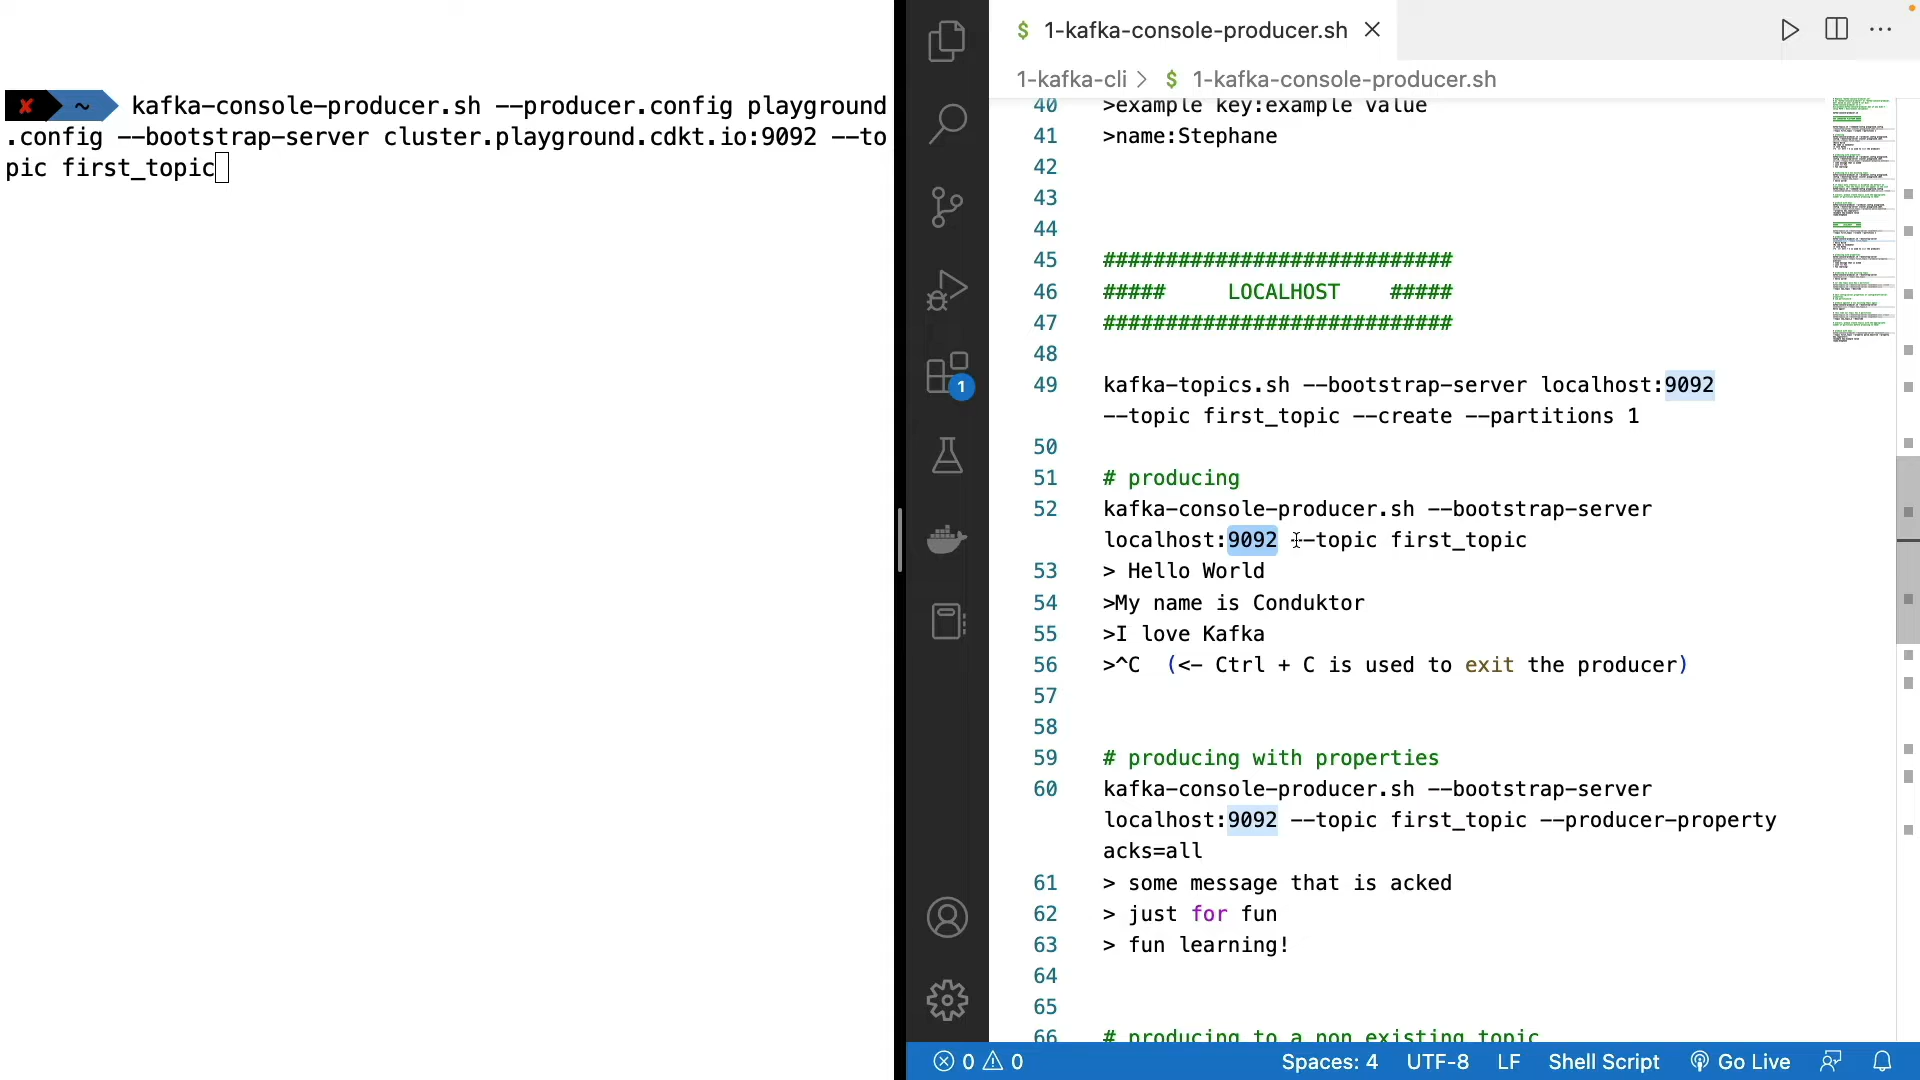 ✘ ~ kafka-console-producer.sh --producer.config playground
.config --bootstrap-server cluster.playground.cdkt.io:9092 --to
pic first_topic
1
$ 1-kafka-console-producer.sh
1-kafka-cli > $ 1-kafka-console-producer.sh
40 >example key:example value
41 >name:Stephane
42
43
44
45 ############################
46 #####     LOCALHOST    #####
47 ############################
48
49 kafka-topics.sh --bootstrap-server localhost:9092
--topic first_topic --create --partitions 1
50
51 # producing
52 kafka-console-producer.sh --bootstrap-server
localhost:9092 --topic first_topic
53 > Hello World
54 >My name is Conduktor
55 >I love Kafka
56 >^C  (<- Ctrl + C is used to exit the producer)
57
58
59 # producing with properties
60 kafka-console-producer.sh --bootstrap-server
localhost:9092 --topic first_topic --producer-property
acks=all
61 > some message that is acked
62 > just for fun
63 > fun learning!
64
65
66 # producing to a non existing topic
0 0 Spaces: 4 UTF-8 LF Shell Script Go Live